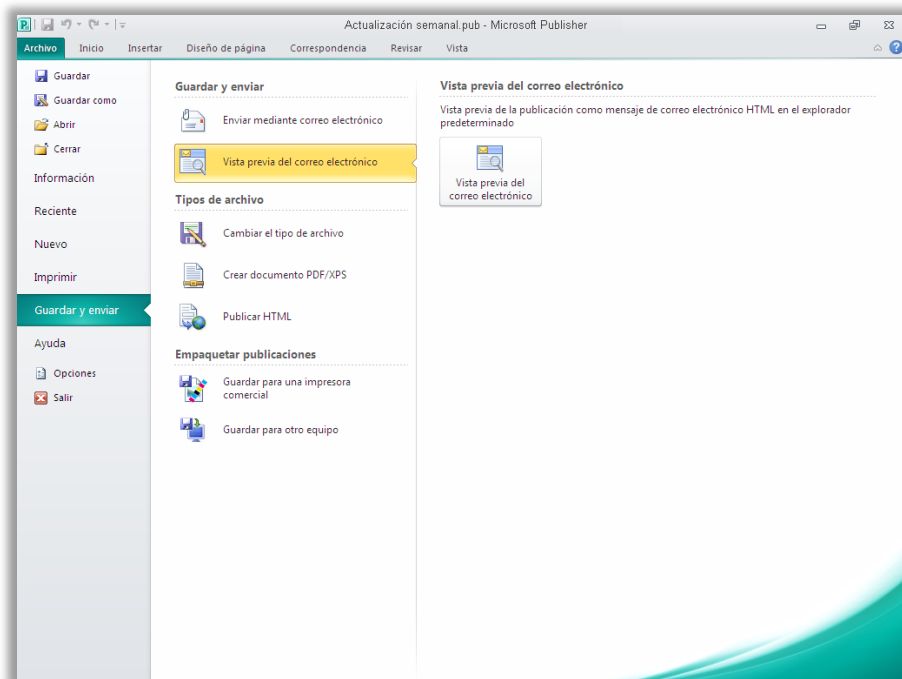 Actualización semanal.pub - Microsoft Publisher
Archivo Inicio Insertar Diseño de página Correspondencia Revisar Vista
Guardar
Guardar como
Abrir
Cerrar
Información
Reciente
Nuevo
Imprimir
Guardar y enviar
Ayuda
Opciones
Salir
Guardar y enviar
Enviar mediante correo electrónico
Vista previa del correo electrónico
Tipos de archivo
Cambiar el tipo de archivo
Crear documento PDF/XPS
Publicar HTML
Empaquetar publicaciones
Guardar para una impresora
comercial
Guardar para otro equipo
Vista previa del correo electrónico
Vista previa de la publicación como mensaje de correo electrónico HTML en el explorador
predeterminado
Vista previa del
correo electrónico